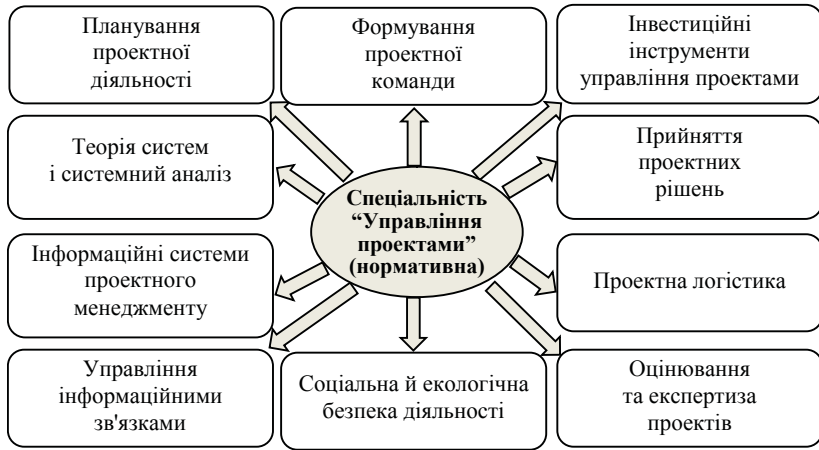 Планування
проектної
діяльності
Формування
проектної
команди
Інвестиційні
інструменти
управління проектами
Теорія систем
і системний аналіз
Прийняття
проектних
рішень
Спеціальність
“Управління
проектами”
(нормативна)
Інформаційні системи
проектного
менеджменту
Проектна логістика
Управління
інформаційними
зв'язками
Соціальна й екологічна
безпека діяльності
Оцінювання
та експертиза
проектів